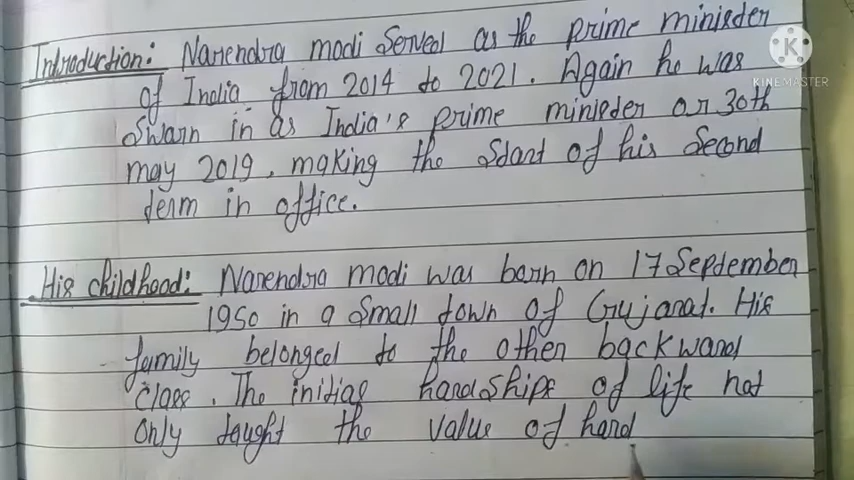 Introduction: Narendra modi Served as the prime minister
KINEMASTER
of India from 2014 to 2021. Again he was
Swarn in as India's prime minister on 30th
may 2019, making the start of his second
term in office.
His childhood: Narendra modi was barn on 17 September
1950 in a small town of Gujarat. His
family belonged to the other backward
class. The initial hardships of life not
only taught the value of hard